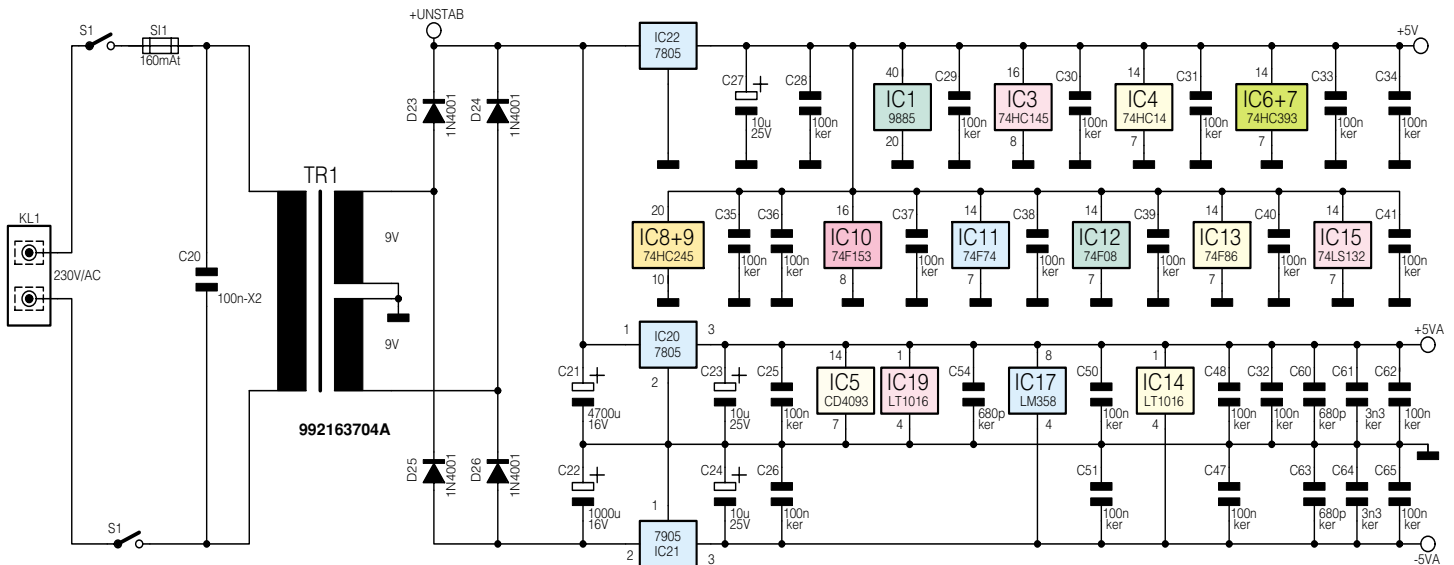 +UNSTAB
S1
SI1
160mAt
IC22
7805
+5V
C27
+
10u
25V
C28
100n
ker
40
IC1
9885
20
C29
100n
ker
16
IC3
74HC145
8
C30
100n
ker
14
IC4
74HC14
7
C31
100n
ker
14
IC6+7
74HC393
7
C33
100n
ker
C34
100n
ker
D23
1N4001
D24
1N4001
TR1
KL1
230V/AC
C20
100n-X2
9V
9V
992163704A
20
IC8+9
74HC245
10
C35
100n
ker
C36
100n
ker
16
IC10
74F153
8
C37
100n
ker
14
IC11
74F74
7
C38
100n
ker
14
IC12
74F08
7
C39
100n
ker
14
IC13
74F86
7
C40
100n
ker
14
IC15
74LS132
7
C41
100n
ker
1
IC20
7805
3
2
+5VA
C21
+
4700u
16V
C23
+
10u
25V
C25
100n
ker
14
IC5
CD4093
7
1
IC19
LT1016
4
C54
680p
ker
8
IC17
LM358
4
C50
100n
ker
1
IC14
LT1016
4
C48
100n
ker
C32
100n
ker
C60
680p
ker
C61
3n3
ker
C62
100n
ker
D25
1N4001
D26
1N4001
C22
+
1000u
16V
C24
+
10u
25V
C26
100n
ker
C51
100n
ker
C47
100n
ker
C63
680p
ker
C64
3n3
ker
C65
100n
ker
S1
1
7905
IC21
2
3
-5VA